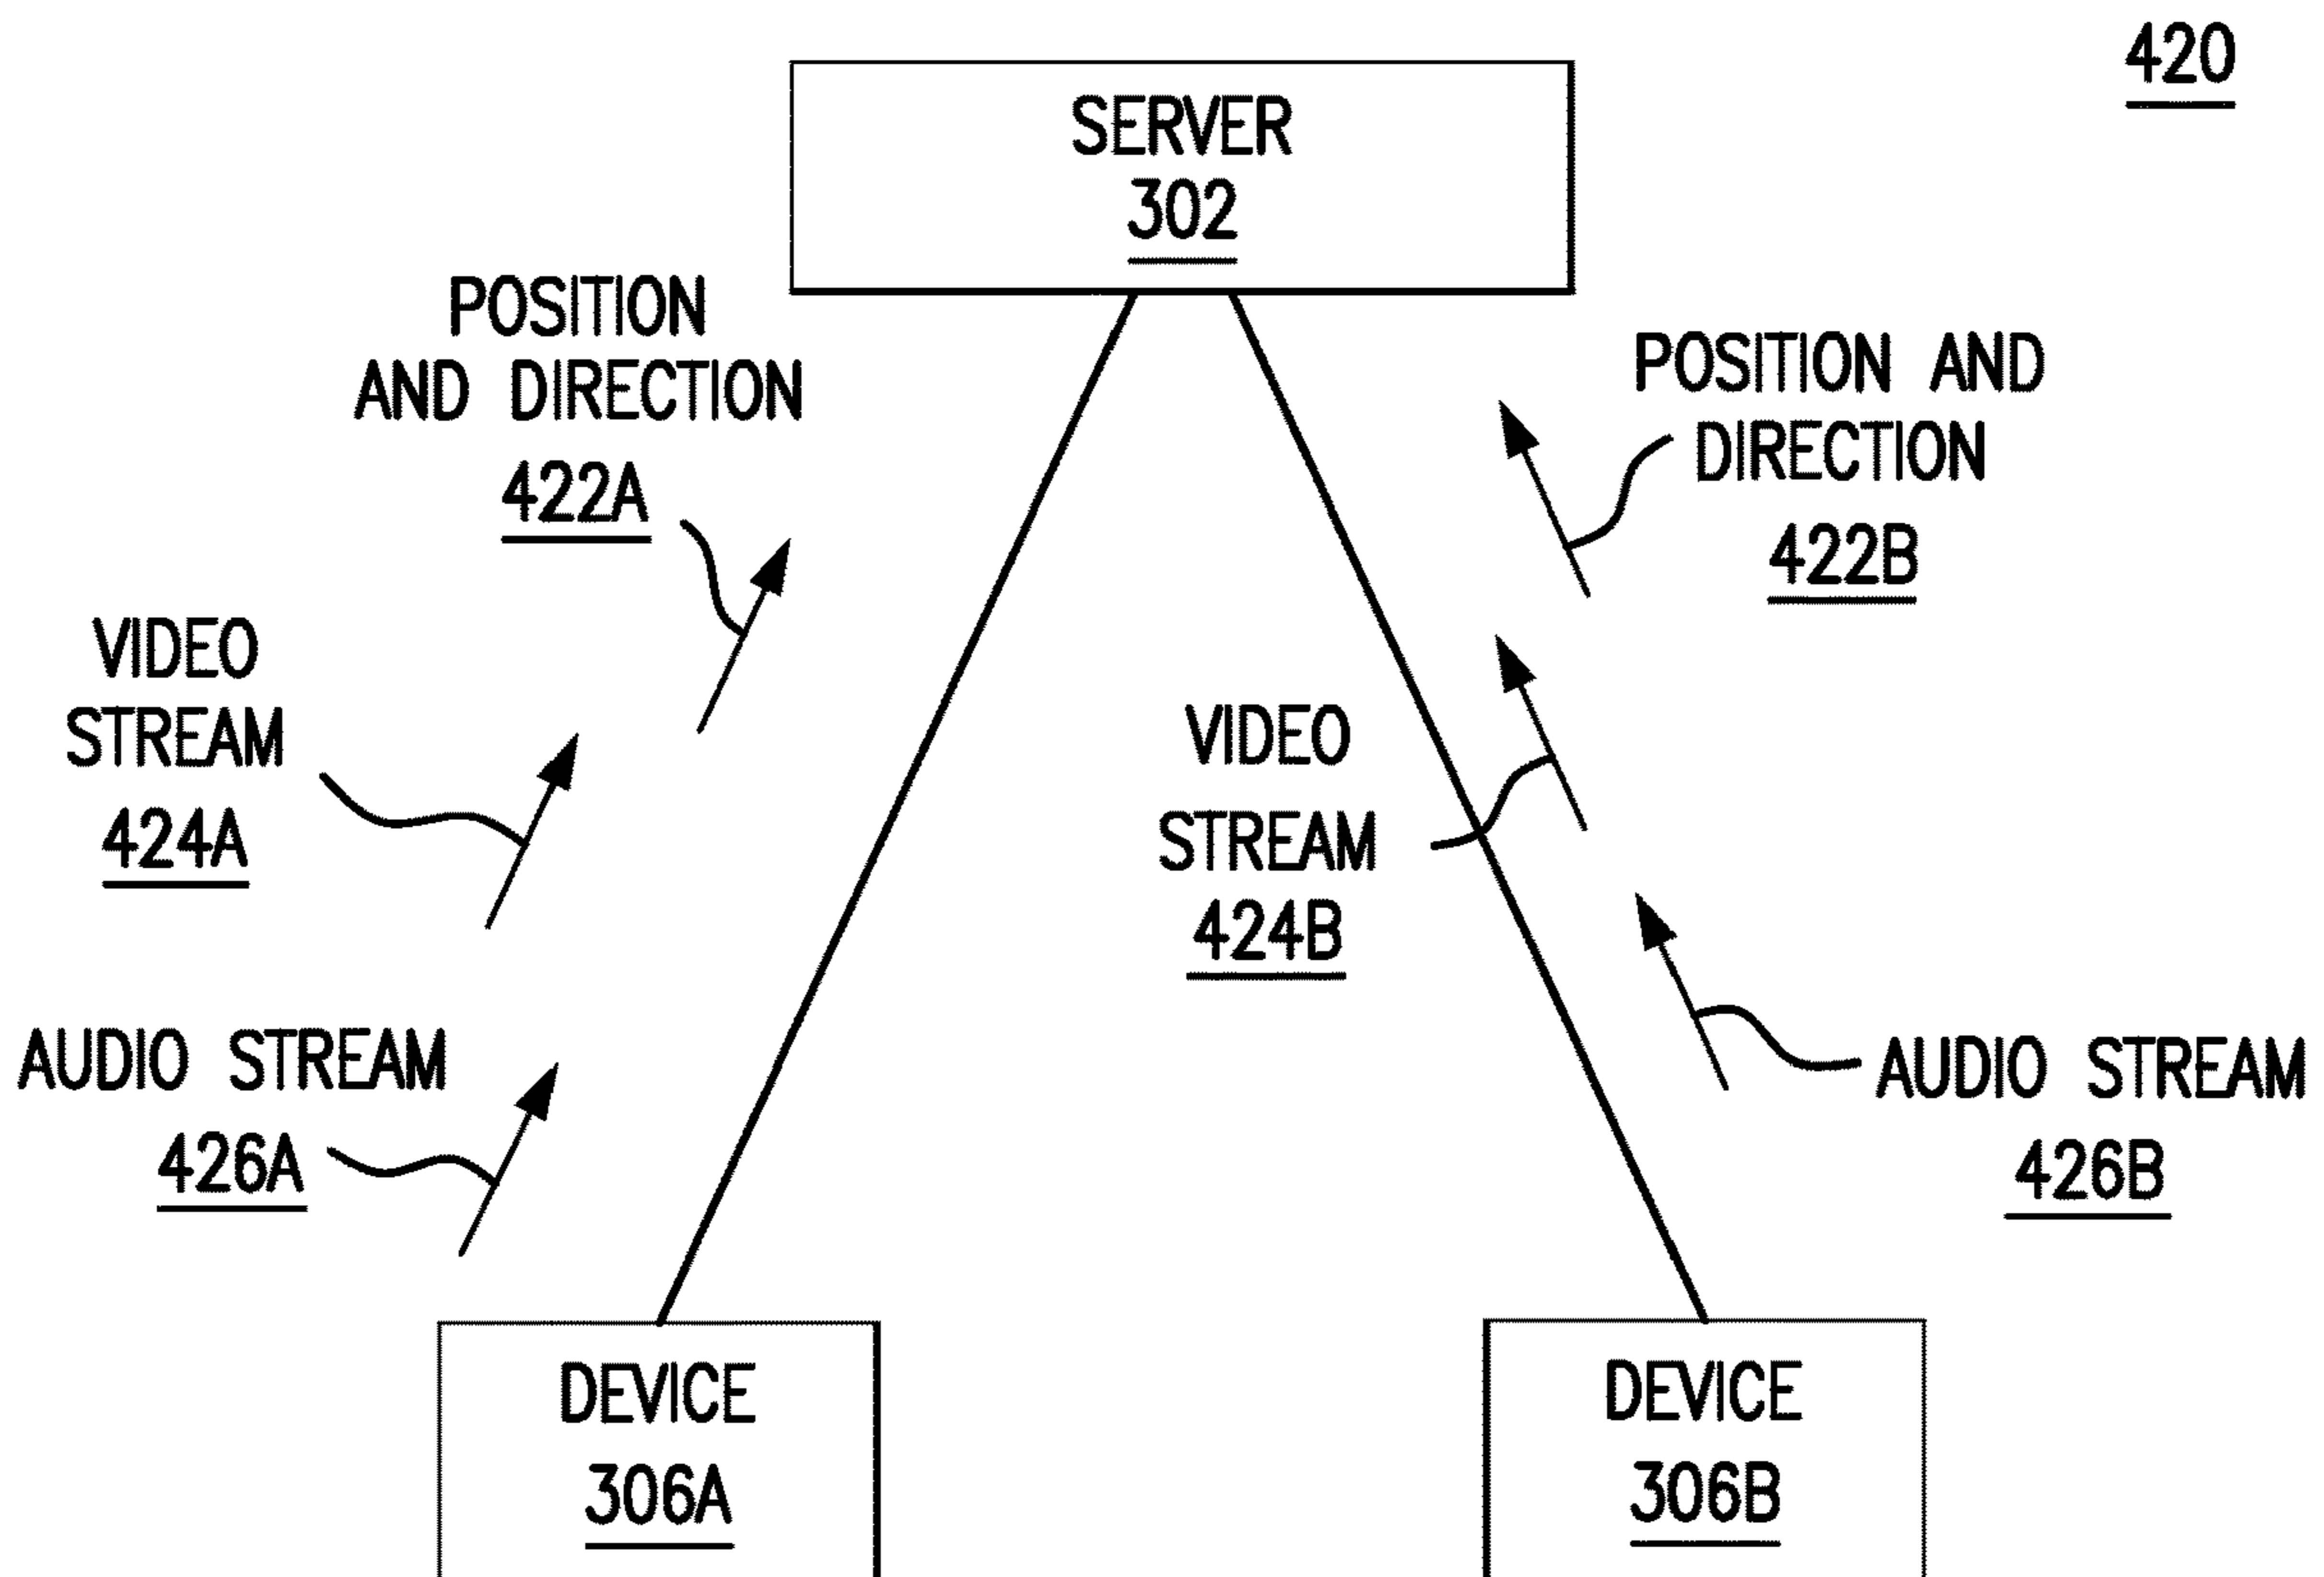 420
SERVER
302
POSITION
AND DIRECTION
422A
POSITION AND
DIRECTION
422B
VIDEO
STREAM
424A
VIDEO
STREAM
424B
AUDIO STREAM
426A
AUDIO STREAM
426B
DEVICE
306A
DEVICE
306B